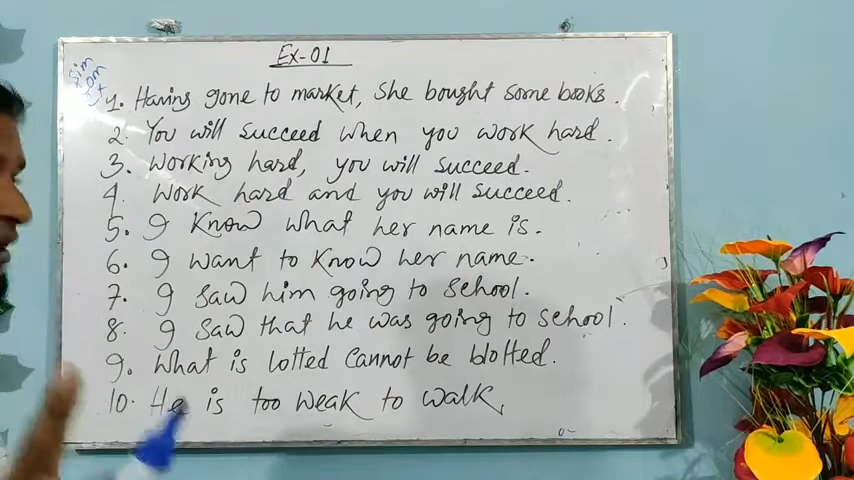 Ex-01
Sim
Com
Cx
1. Having gone to market, She bought some books.
2. You will succeed when you work hard.
3. Working hard, you will succeed.
4. Work hard and you will succeed.
5. I know what her name is.
6. I want to know her name.
7. I saw him going to school.
8. I saw that he was going to school.
9. What is lotted cannot be blotted.
10. He is too weak to walk.